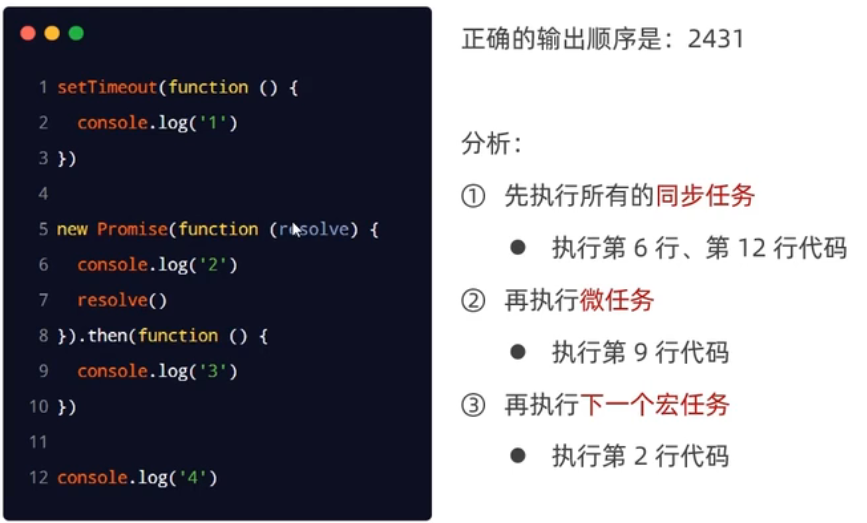 1 setTimeout(function () {
2 console.log('1')
3 })
4
5 new Promise(function (resolve) {
6 console.log('2')
7 resolve()
8 }).then(function () {
9 console.log('3')
10 })
11
12 console.log('4')
正确的输出顺序是：2431
分析：
① 先执行所有的同步任务
● 执行第 6 行、第 12 行代码
② 再执行微任务
● 执行第 9 行代码
③ 再执行下一个宏任务
● 执行第 2 行代码